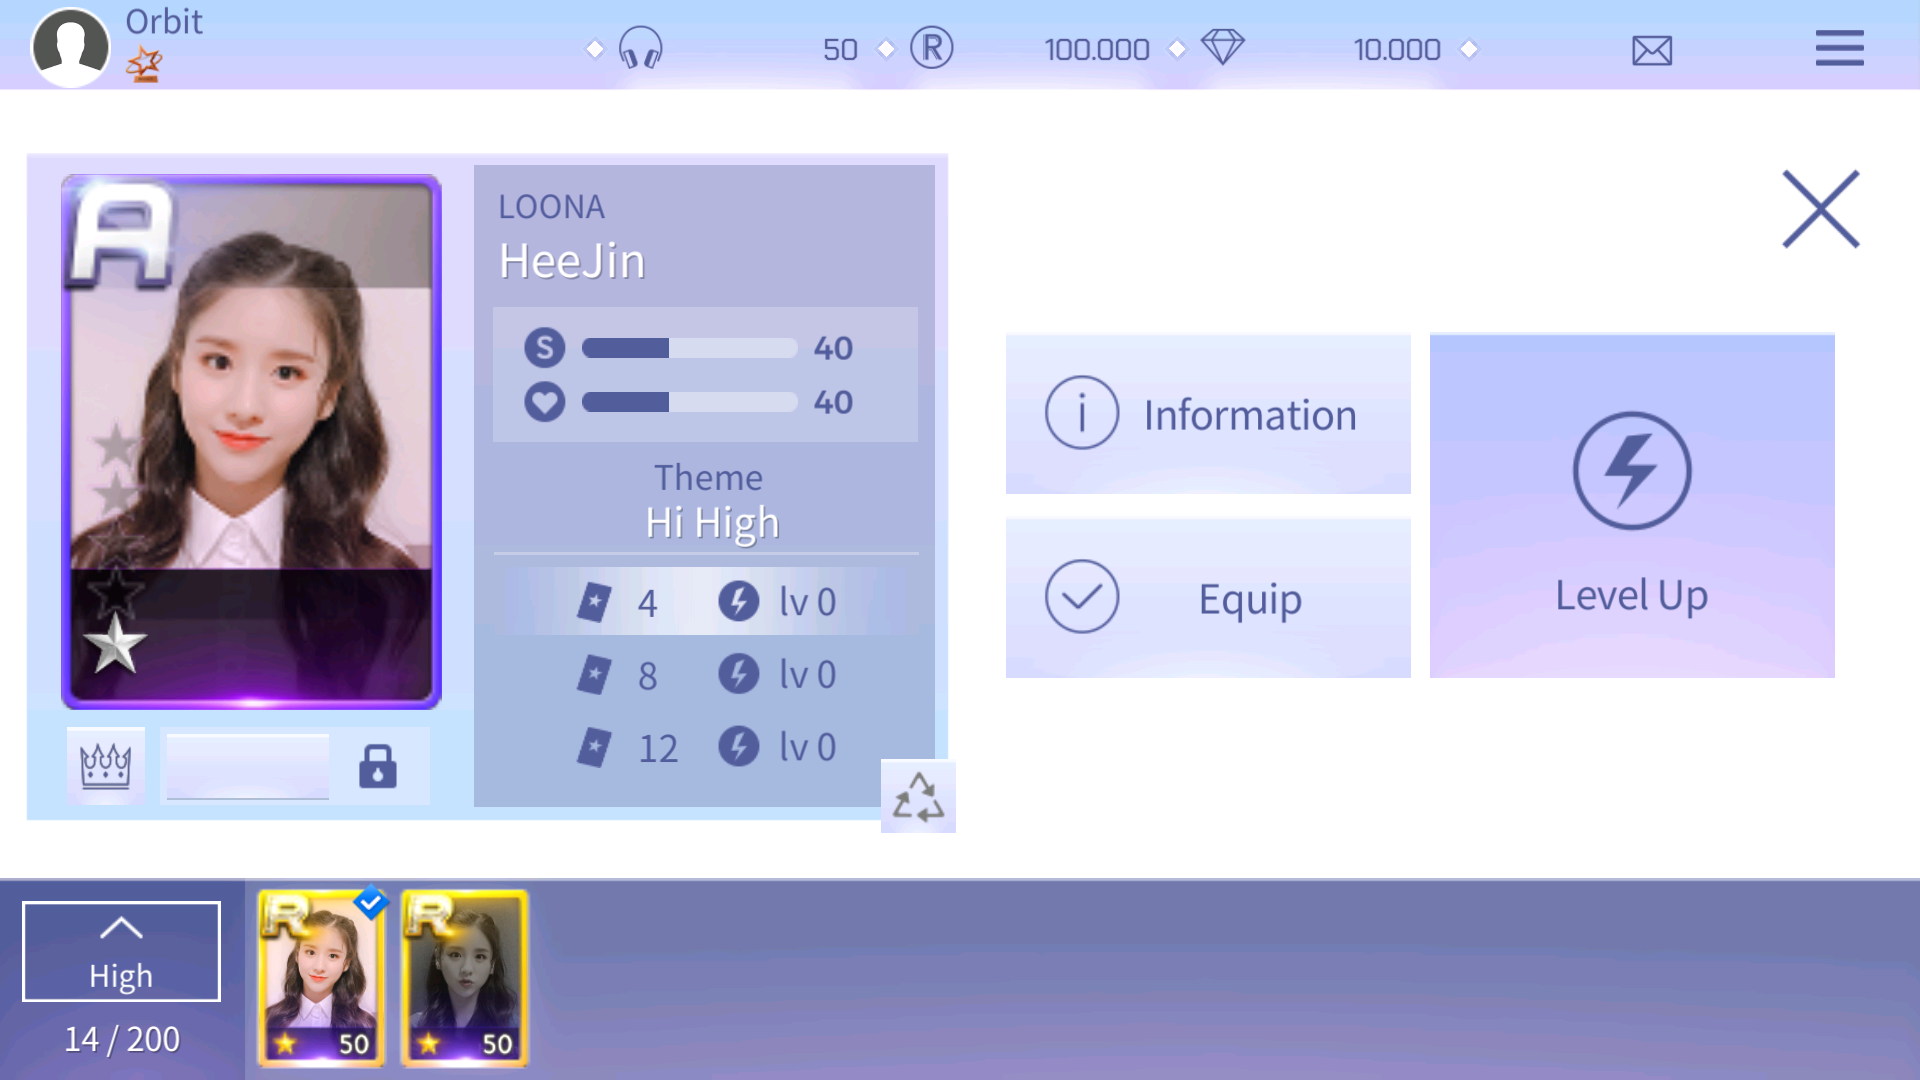 Orbit
50
R
100.000
10.000
A
LOONA
HeeJin
S
40
40
Theme
Hi High
4
lv 0
8
lv 0
12
lv 0
i
Information
Equip
Level Up
High
14 / 200
R
50
R
50